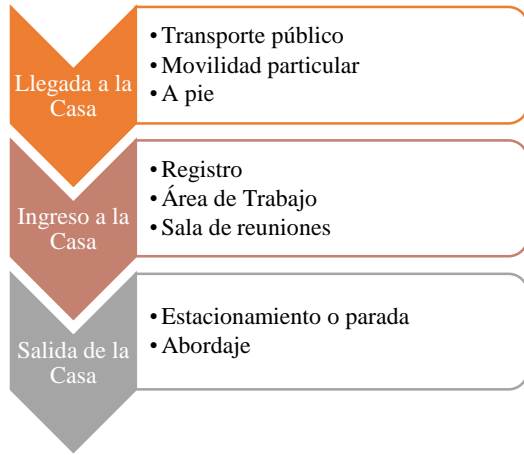 Llegada a la
Casa
• Transporte público
• Movilidad particular
• A pie
Ingreso a la
Casa
• Registro
• Área de Trabajo
• Sala de reuniones
Salida de la
Casa
• Estacionamiento o parada
• Abordaje